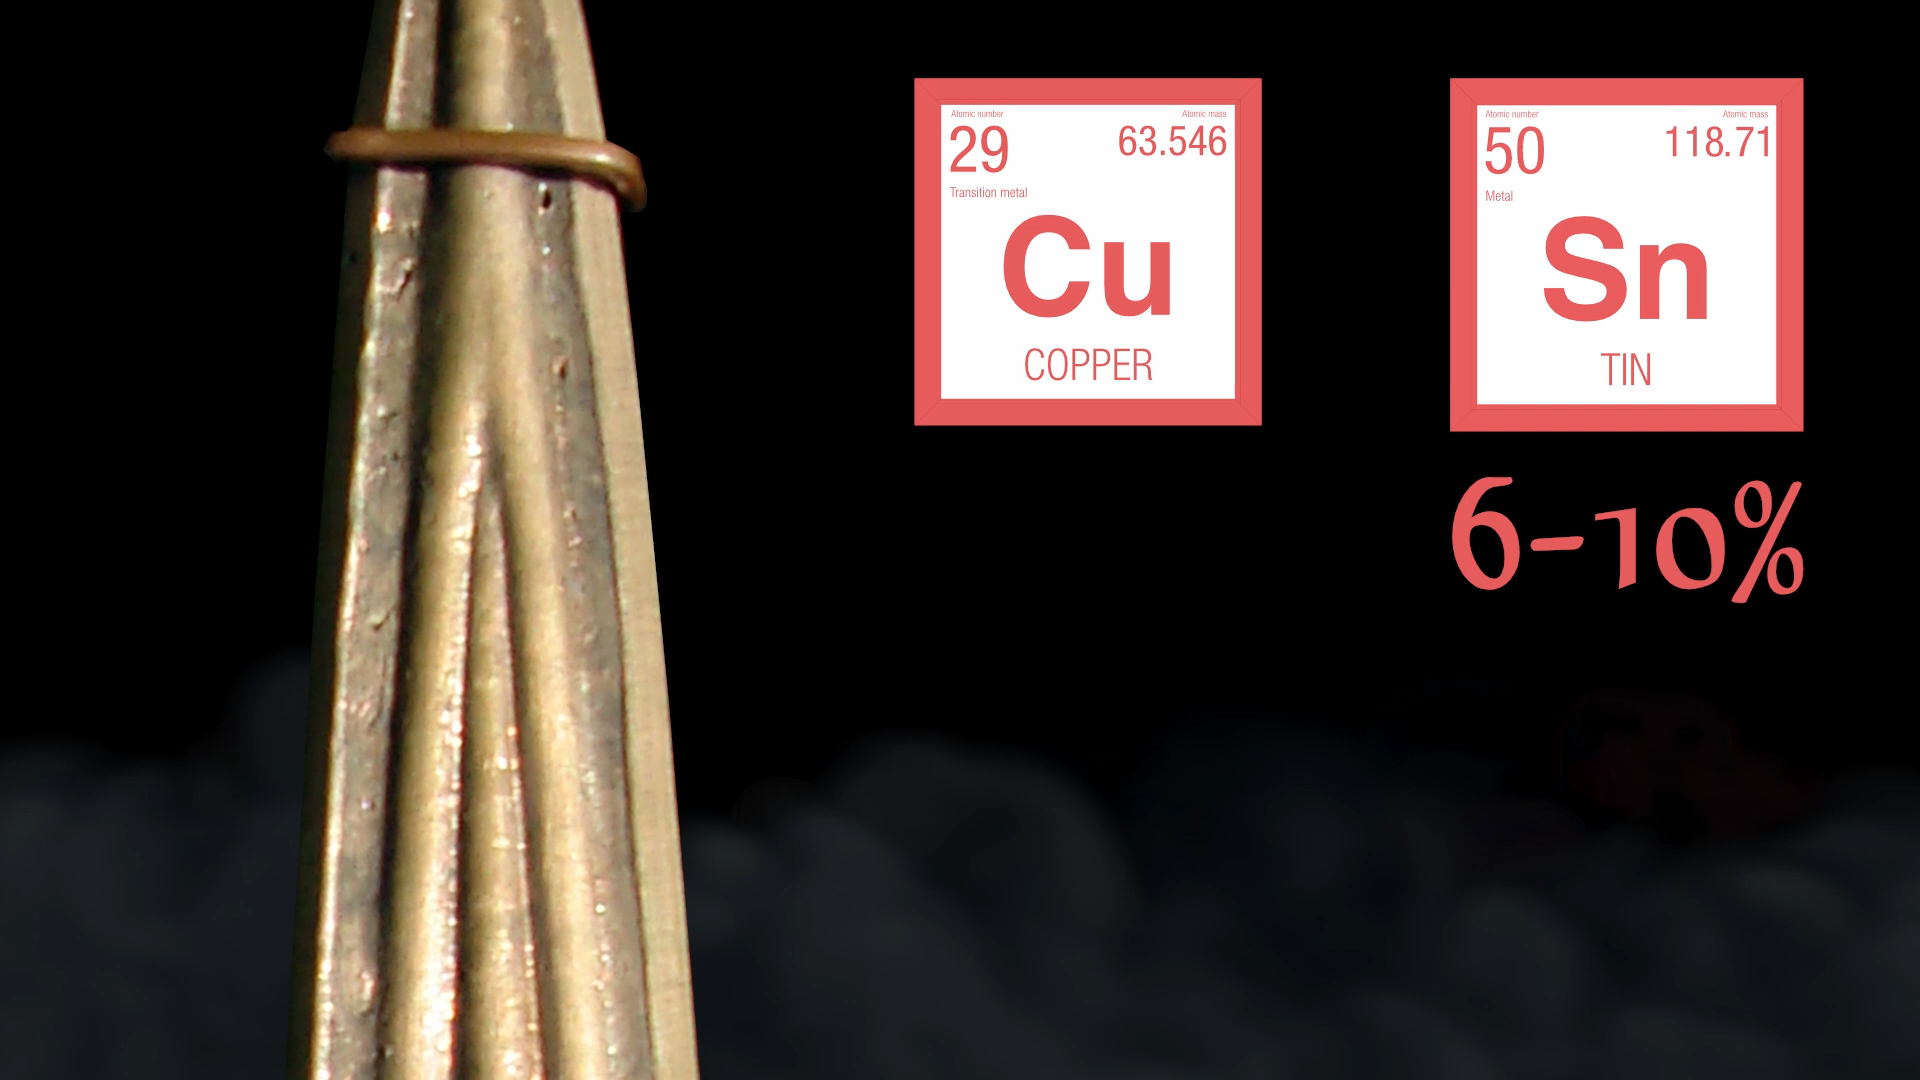 Atomic number
Atomic mass
29
63.546
Transition metal
Cu
COPPER
Atomic number
Atomic mass
50
118.71
Metal
Sn
TIN
6-10%